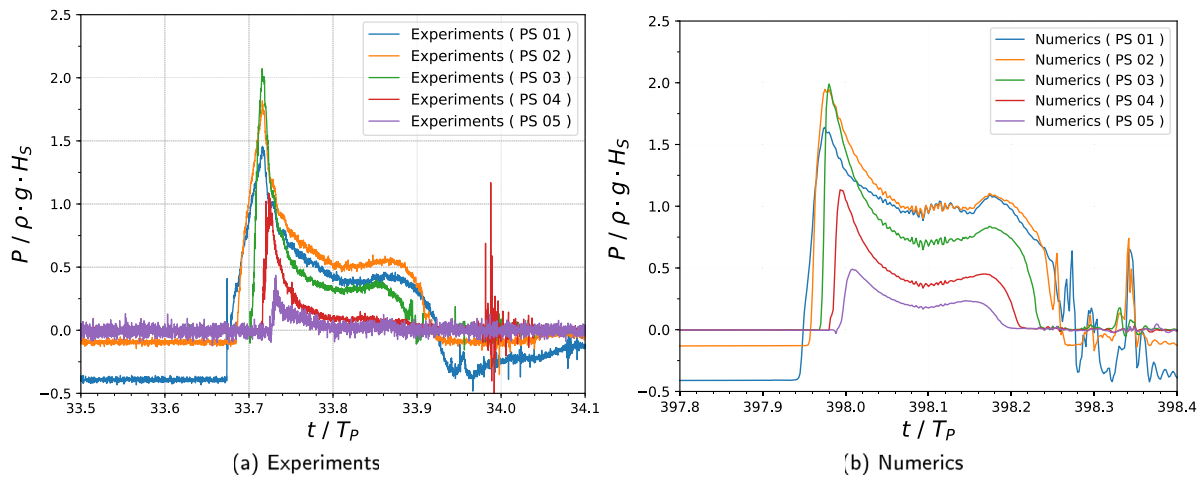 2.5
2.0
1.5
1.0
0.5
0.0
−0.5
P / ρ · g · H_S
Experiments ( PS 01 )
Experiments ( PS 02 )
Experiments ( PS 03 )
Experiments ( PS 04 )
Experiments ( PS 05 )
33.5 33.6 33.7 33.8 33.9 34.0 34.1
t / T_P
(a) Experiments
2.5
2.0
1.5
1.0
0.5
0.0
−0.5
P / ρ · g · H_S
Numerics ( PS 01 )
Numerics ( PS 02 )
Numerics ( PS 03 )
Numerics ( PS 04 )
Numerics ( PS 05 )
397.8 397.9 398.0 398.1 398.2 398.3 398.4
t / T_P
(b) Numerics